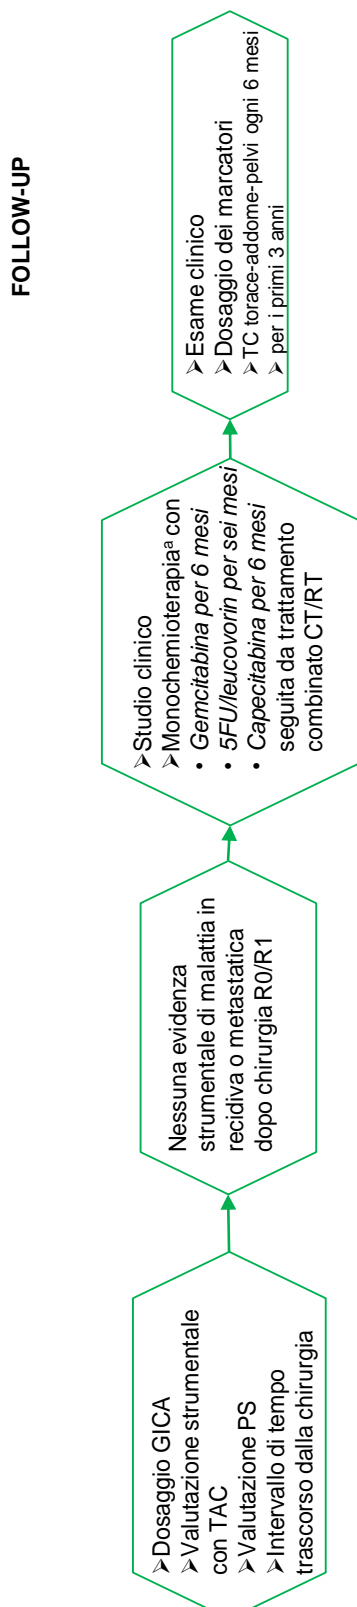 FOLLOW-UP
➢Dosaggio GICA
➢Valutazione strumentale
con TAC
➢Valutazione PS
➢Intervallo di tempo
trascorso dalla chirurgia
Nessuna evidenza
strumentale di malattia in
recidiva o metastatica
dopo chirurgia R0/R1
➢Studio clinico
➢Monochemioterapiaᵃ con
• Gemcitabina per 6 mesi
• 5FU/leucovorin per sei mesi
• Capecitabina per 6 mesi
seguita da trattamento
combinato CT/RT
➢Esame clinico
➢Dosaggio dei marcatori
➢TC torace-addome-pelvi ogni 6 mesi
➢ per i primi 3 anni